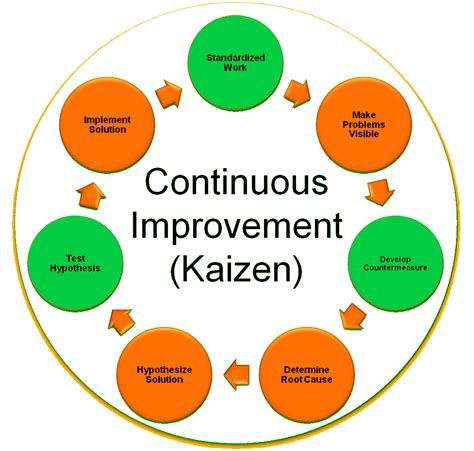 Standardized
Work
Make
Problems
Visible
Develop
Countermeasure
Determine
Root Cause
Hypothesize
Solution
Test
Hypothesis
Implement
Solution
Continuous
Improvement
(Kaizen)